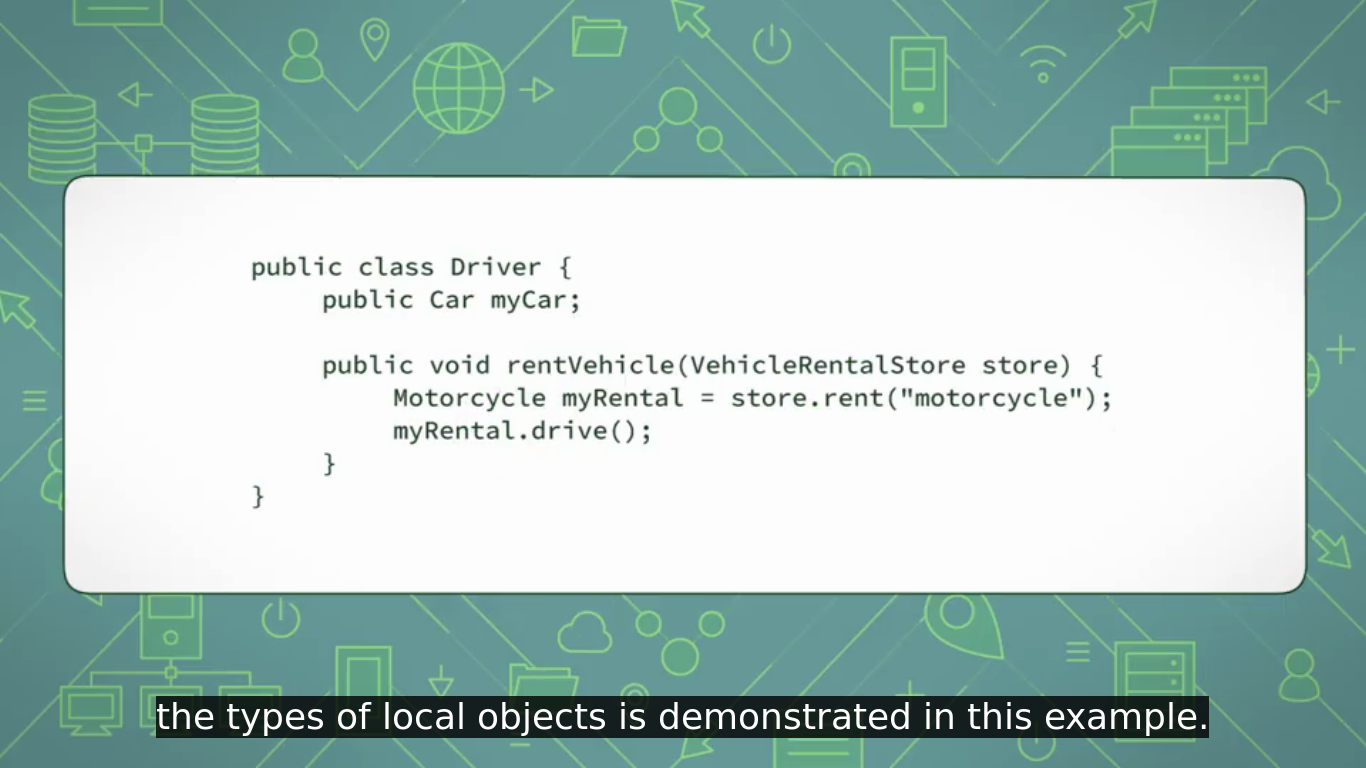 public class Driver {
public Car myCar;
public void rentVehicle(VehicleRentalStore store) {
Motorcycle myRental = store.rent("motorcycle");
myRental.drive();
}
}
the types of local objects is demonstrated in this example.